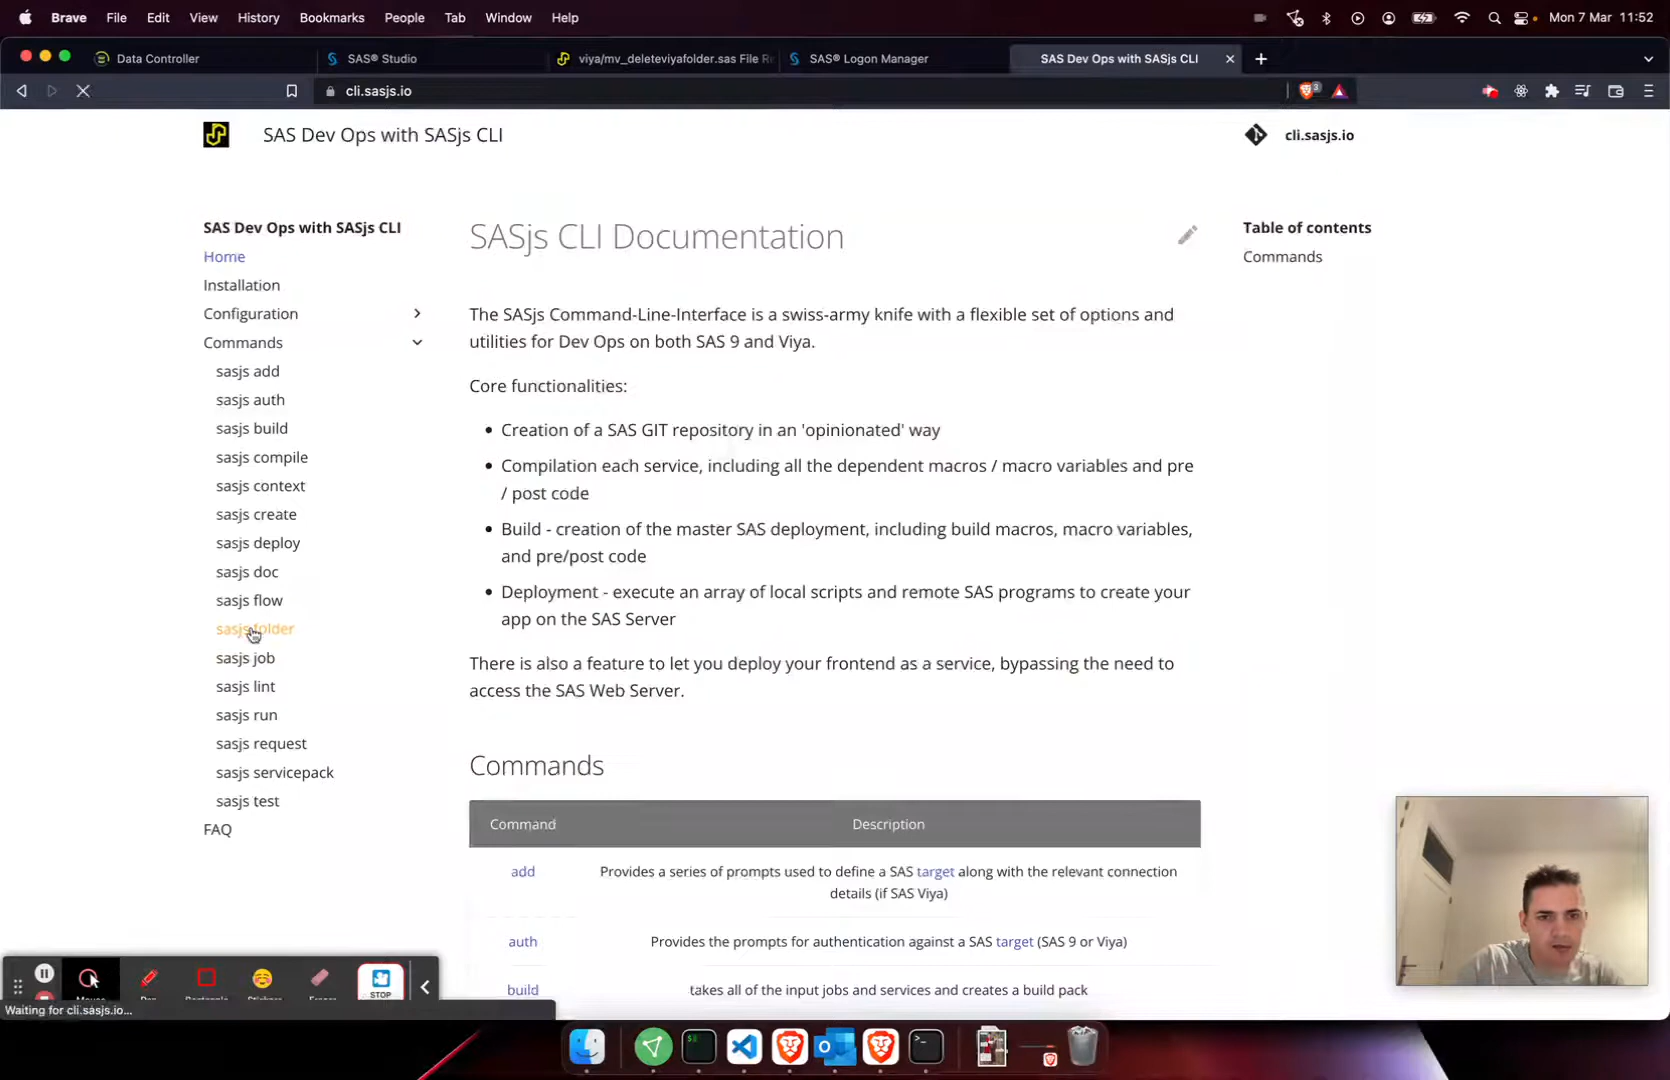 Brave File Edit View History Bookmarks People Tab Window Help Mon 7 Mar 11:52
Data Controller SAS® Studio viya/mv_deleteviyafolder.sas File Re SAS® Logon Manager SAS Dev Ops with SASjs CLI
cli.sasjs.io 3
SAS Dev Ops with SASjs CLI cli.sasjs.io
SAS Dev Ops with SASjs CLI
Home
Installation
Configuration
Commands
sasjs add
sasjs auth
sasjs build
sasjs compile
sasjs context
sasjs create
sasjs deploy
sasjs doc
sasjs flow
sasjs folder
sasjs job
sasjs lint
sasjs run
sasjs request
sasjs servicepack
sasjs test
FAQ
SASjs CLI Documentation
The SASjs Command-Line-Interface is a swiss-army knife with a flexible set of options and
utilities for Dev Ops on both SAS 9 and Viya.
Core functionalities:
• Creation of a SAS GIT repository in an 'opinionated' way
• Compilation each service, including all the dependent macros / macro variables and pre
/ post code
• Build - creation of the master SAS deployment, including build macros, macro variables,
and pre/post code
• Deployment - execute an array of local scripts and remote SAS programs to create your
app on the SAS Server
There is also a feature to let you deploy your frontend as a service, bypassing the need to
access the SAS Web Server.
Commands
Command Description
add Provides a series of prompts used to define a SAS target along with the relevant connection
details (if SAS Viya)
auth Provides the prompts for authentication against a SAS target (SAS 9 or Viya)
build takes all of the input jobs and services and creates a build pack
Table of contents
Commands
STOP
Waiting for cli.sasjs.io...